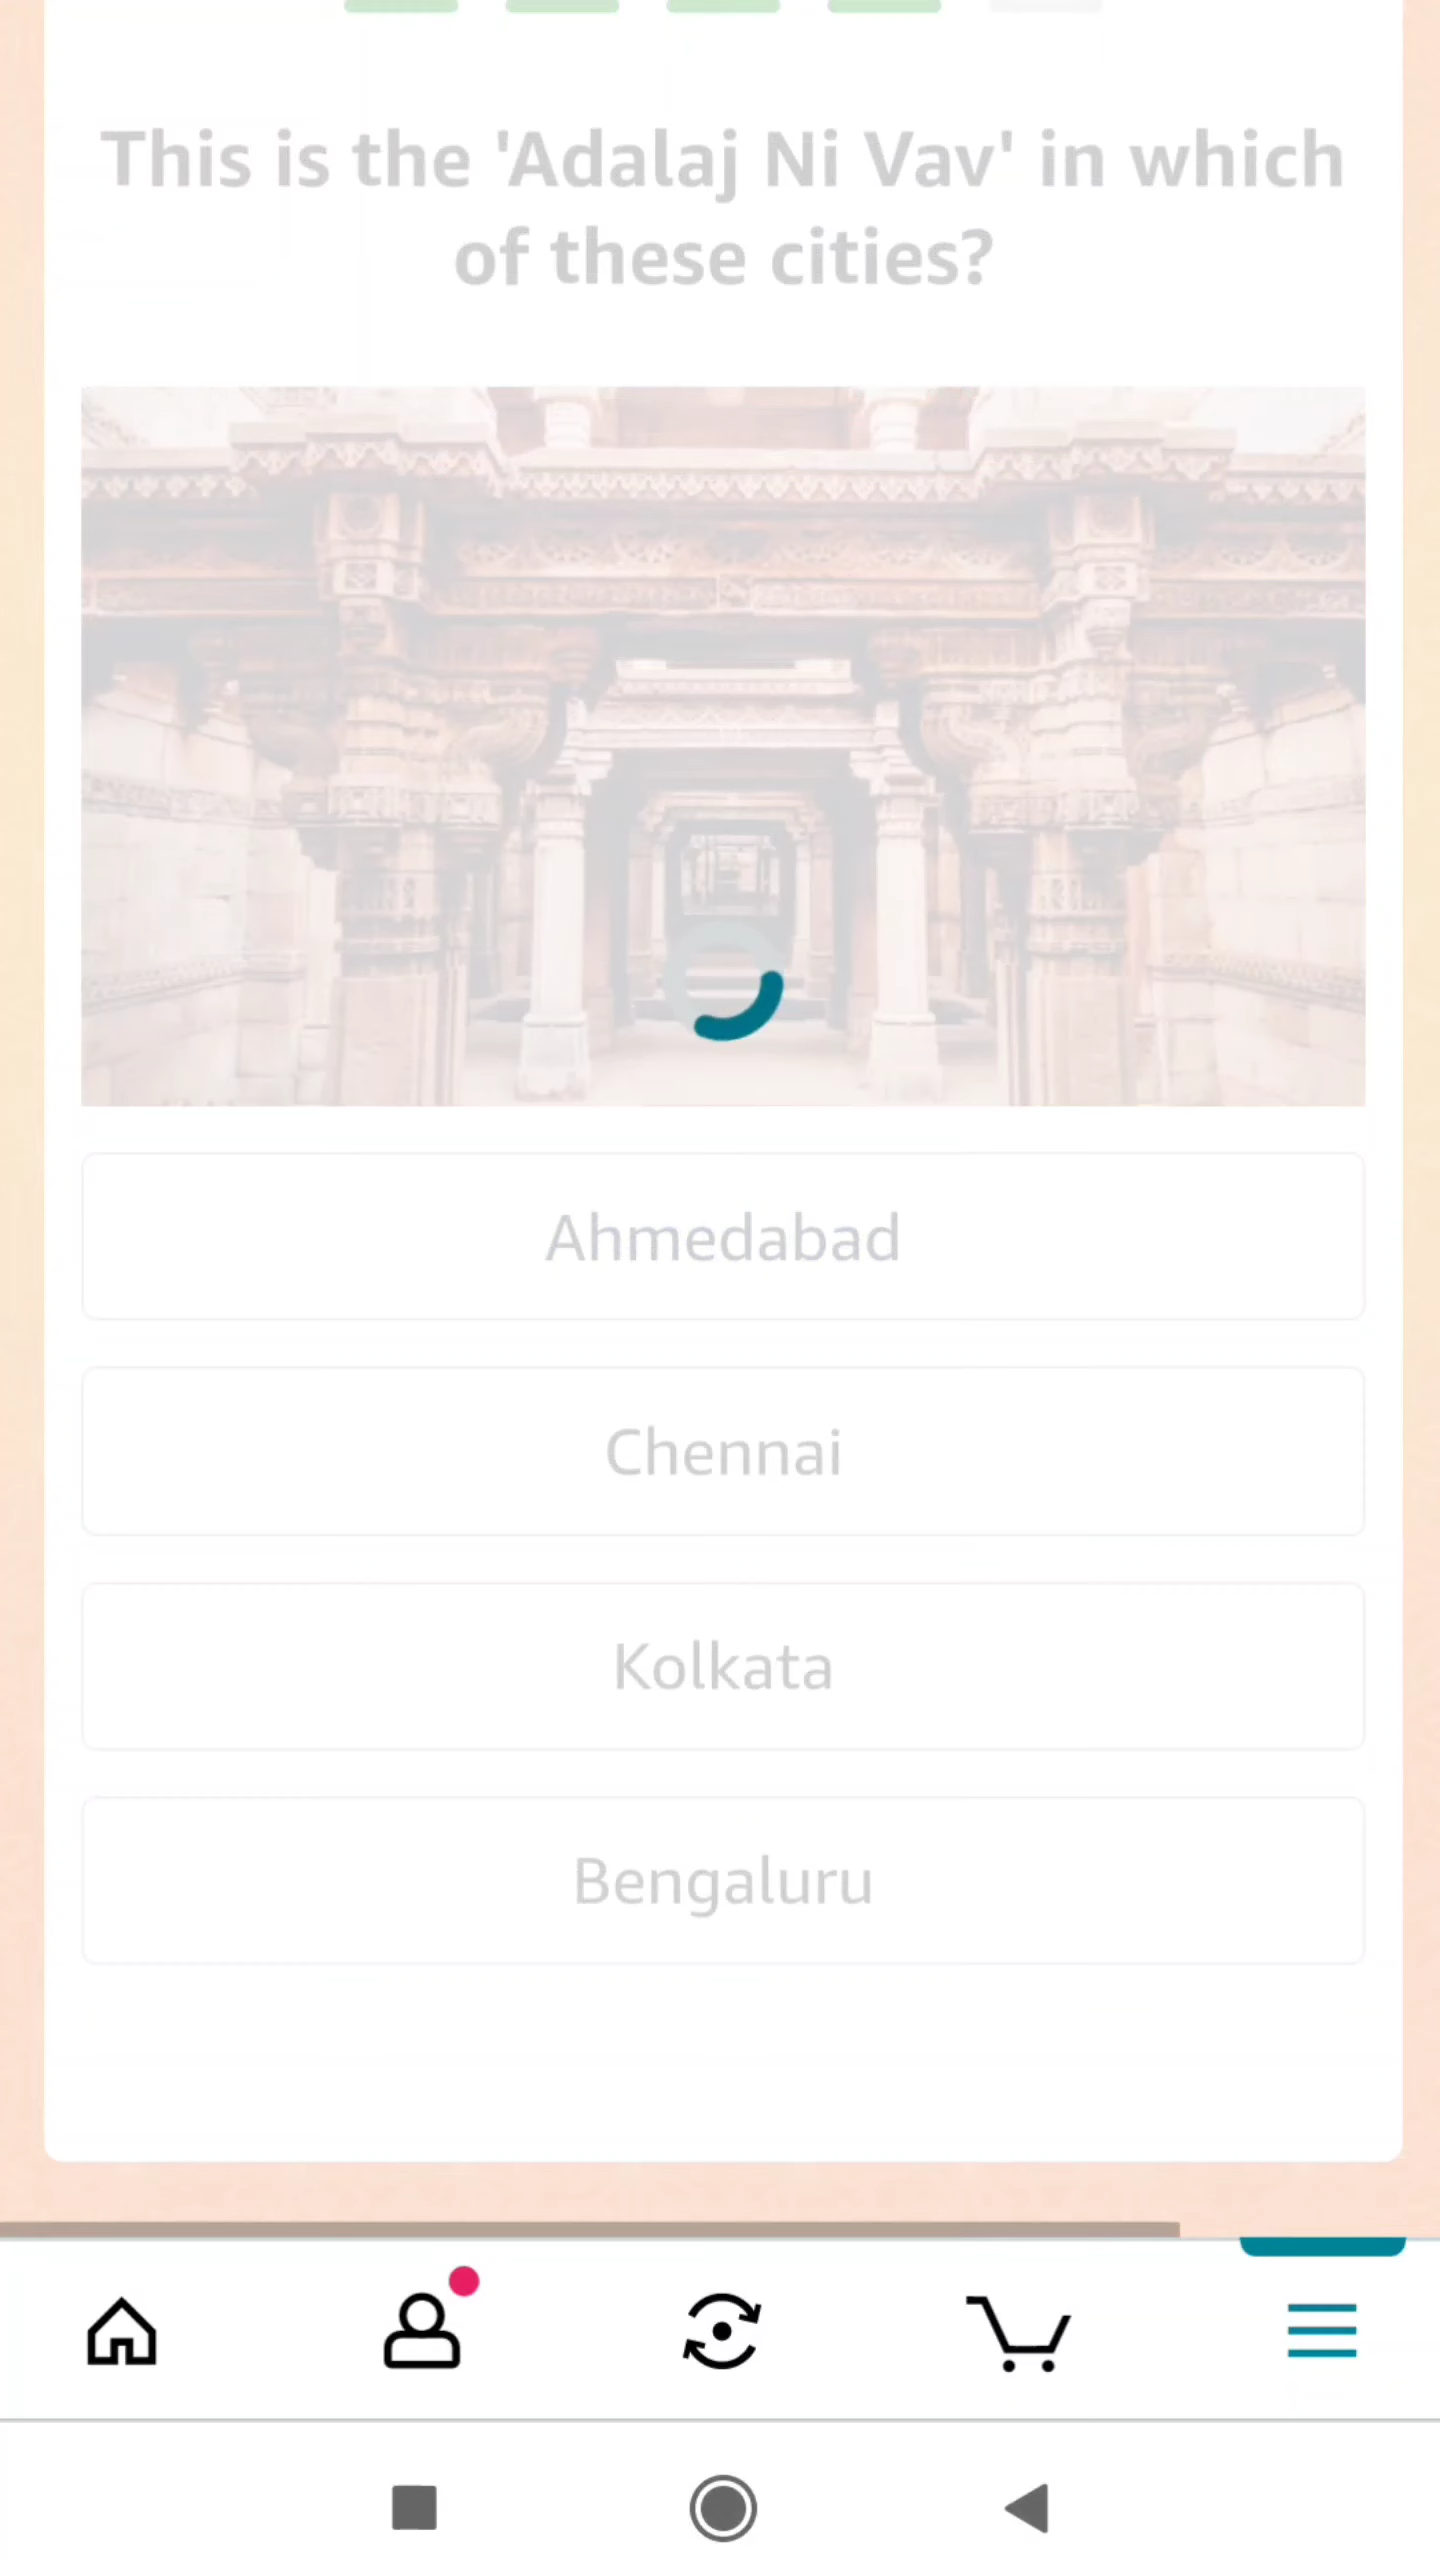 This is the 'Adalaj Ni Vav' in which
of these cities?
Ahmedabad
Chennai
Kolkata
Bengaluru